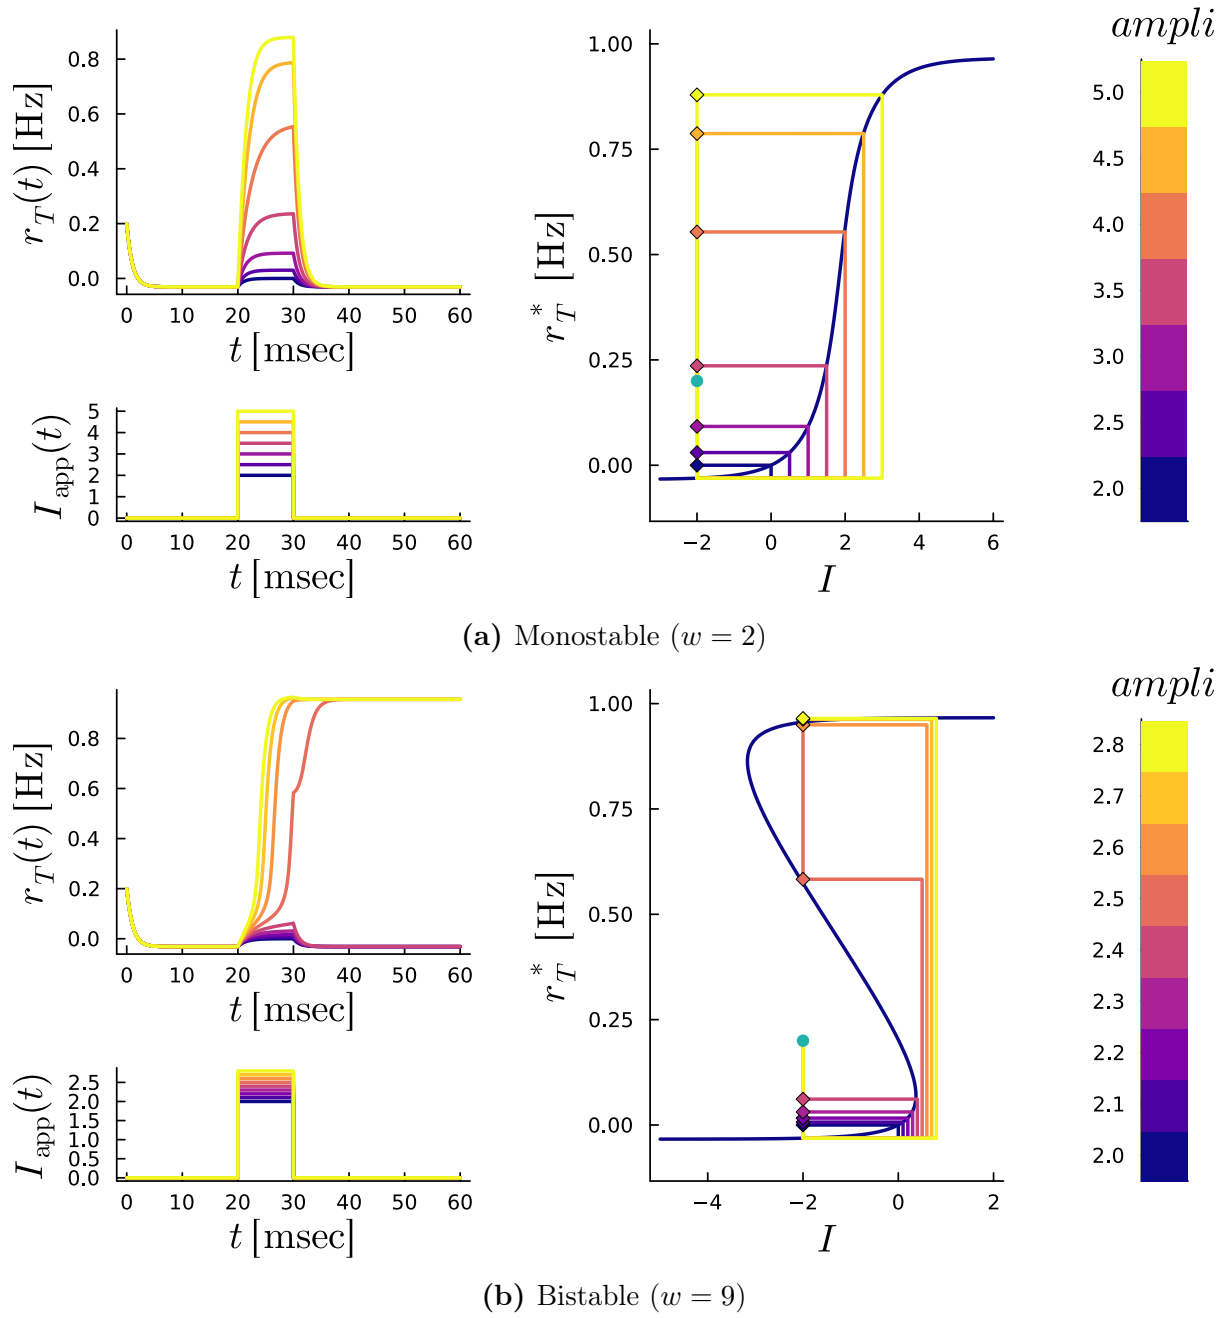 r_T(t) [Hz]
0.8
0.6
0.4
0.2
0.0
0 10 20 30 40 50 60
t [msec]
I_app(t)
5
4
3
2
1
0
0 10 20 30 40 50 60
t [msec]
r_T^* [Hz]
1.00
0.75
0.50
0.25
0.00
−2 0 2 4 6
I
ampli
5.0
4.5
4.0
3.5
3.0
2.5
2.0
(a) Monostable (w = 2)
r_T(t) [Hz]
0.8
0.6
0.4
0.2
0.0
0 10 20 30 40 50 60
t [msec]
I_app(t)
2.5
2.0
1.5
1.0
0.5
0.0
0 10 20 30 40 50 60
t [msec]
r_T^* [Hz]
1.00
0.75
0.50
0.25
0.00
−4 −2 0 2
I
ampli
2.8
2.7
2.6
2.5
2.4
2.3
2.2
2.1
2.0
(b) Bistable (w = 9)